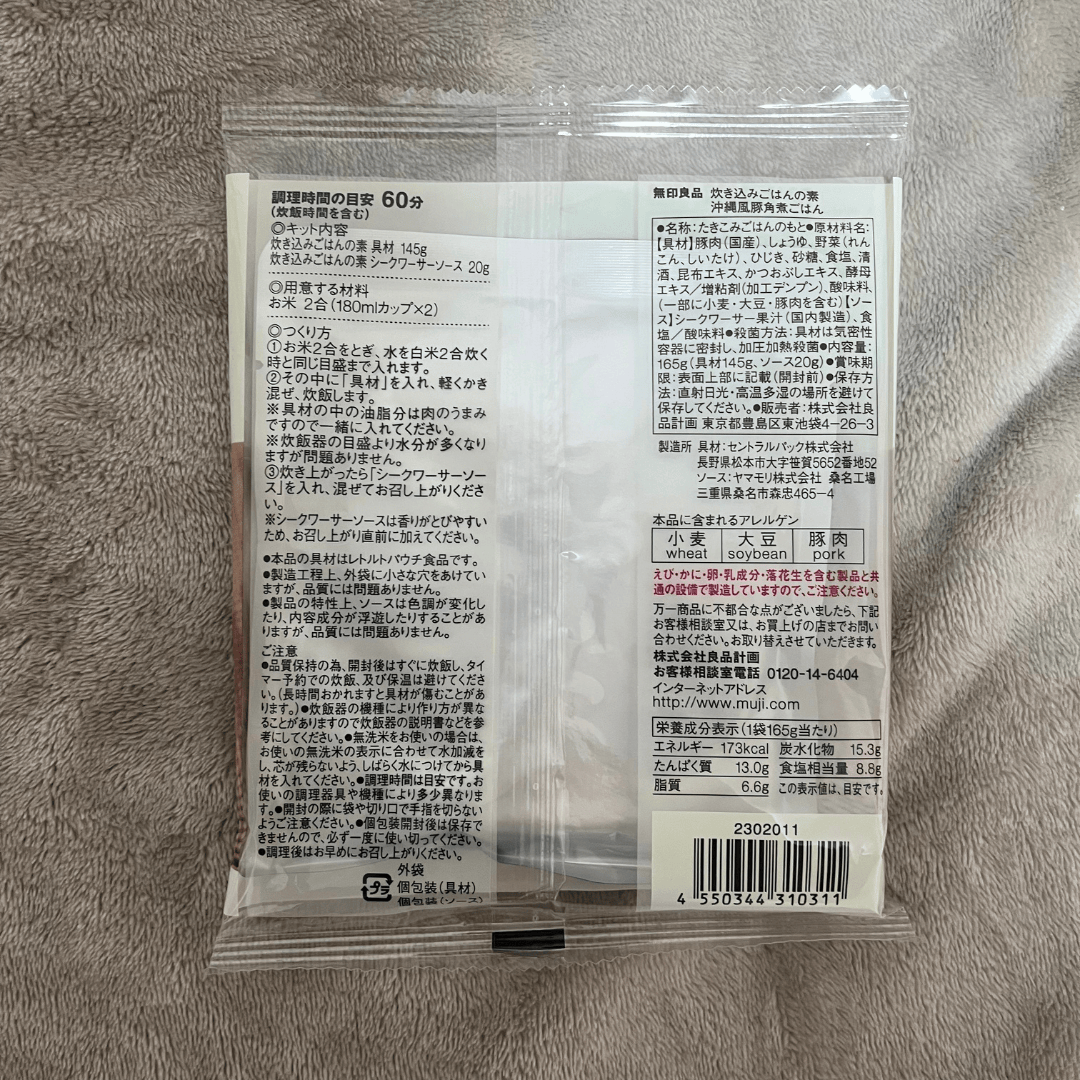 調理時間の目安 60分
(炊飯時間を含む)
◎キット内容
炊き込みごはんの素 具材 145g
炊き込みごはんの素 シークワーサーソース 20g
◎用意する材料
お米 2合(180mlカップ×2)
◎つくり方
①お米2合をとぎ、水を白米2合炊く
時と同じ目盛まで入れます。
②その中に「具材」を入れ、軽くかき
混ぜ、炊飯します。
※具材の中の油脂分は肉のうまみ
ですので一緒に入れてください。
※炊飯器の目盛より水分が多くなり
ますが問題ありません。
③炊き上がったら「シークワーサーソー
ス」を入れ、混ぜてお召し上がりくださ
い。
※シークワーサーソースは香りがとびやすい
ため、お召し上がり直前に加えてください。
●本品の具材はレトルトパウチ食品です。
●製造工程上、外袋に小さな穴をあけてい
ますが、品質には問題ありません。
●製品の特性上、ソースは色調が変化し
たり、内容成分が浮遊したりすることがあ
りますが、品質には問題ありません。
ご注意
●品質保持の為、開封後はすぐに炊飯し、タイ
マー予約での炊飯、及び保温は避けてくださ
い。(長時間おかれますと具材が傷むことがあ
ります。)●炊飯器の機種により作り方が異な
ることがありますので炊飯器の説明書などを参
考にしてください。●無洗米をお使いの場合は、
お使いの無洗米の表示に合わせて水加減を
し、芯が残らないよう、しばらく水につけてから具
材を入れてください。●調理時間は目安です。お
使いの調理器具や機種により多少異なりま
す。●開封の際に袋や切り口で手指を切らない
ようご注意ください。●個包装開封後は保存で
きませんので、必ず一度に使い切ってください。
●調理後はお早めにお召し上がりください。
外袋
プラ 個包装(具材)
個包装(ソース)
無印良品 炊き込みごはんの素
沖縄風豚角煮ごはん
●名称:たきこみごはんのもと●原材料名:
【具材】豚肉(国産)、しょうゆ、野菜(れん
こん、しいたけ)、ひじき、砂糖、食塩、清
酒、昆布エキス、かつおぶしエキス、酵母
エキス/増粘剤(加工デンプン)、酸味料、
(一部に小麦・大豆・豚肉を含む)【ソー
ス】シークワーサー果汁(国内製造)、食
塩/酸味料●殺菌方法:具材は気密性
容器に密封し、加圧加熱殺菌●内容量:
165g(具材145g、ソース20g)●賞味期
限:表面上部に記載(開封前)●保存方
法:直射日光・高温多湿の場所を避けて
保存してください。●販売者:株式会社良
品計画 東京都豊島区東池袋4-26-3
製造所 具材:セントラルパック株式会社
長野県松本市大字笹賀5652番地52
ソース:ヤマモリ株式会社 桑名工場
三重県桑名市森忠465-4
本品に含まれるアレルゲン
小麦 大豆 豚肉
wheat soybean pork
えび・かに・卵・乳成分・落花生を含む製品と共
通の設備で製造していますので、ご注意ください。
万一商品に不都合な点がございましたら、下記
お客様相談室又は、お買上げの店までお問い
合わせください。お取り替えさせていただきます。
株式会社良品計画
お客様相談室電話 0120-14-6404
インターネットアドレス
http://www.muji.com
栄養成分表示(1袋165g当たり)
エネルギー 173kcal 炭水化物 15.3g
たんぱく質 13.0g 食塩相当量 8.8g
脂質 6.6g この表示値は、目安です。
2302011
4 550344 310311